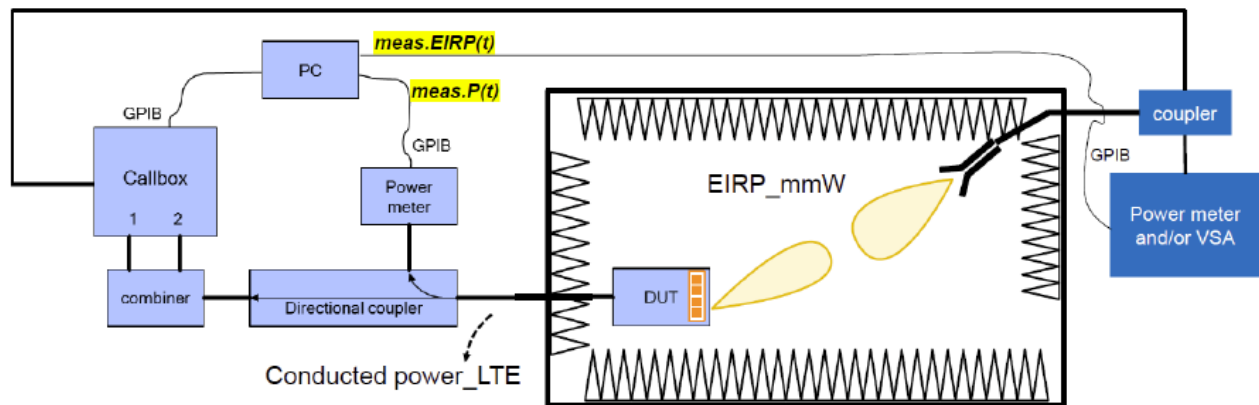 meas.EIRP(t)
PC
meas.P(t)
GPIB
GPIB
coupler
GPIB
Callbox
1 2
Power
meter
EIRP_mmW
Power meter
and/or VSA
combiner
Directional coupler
DUT
Conducted power_LTE